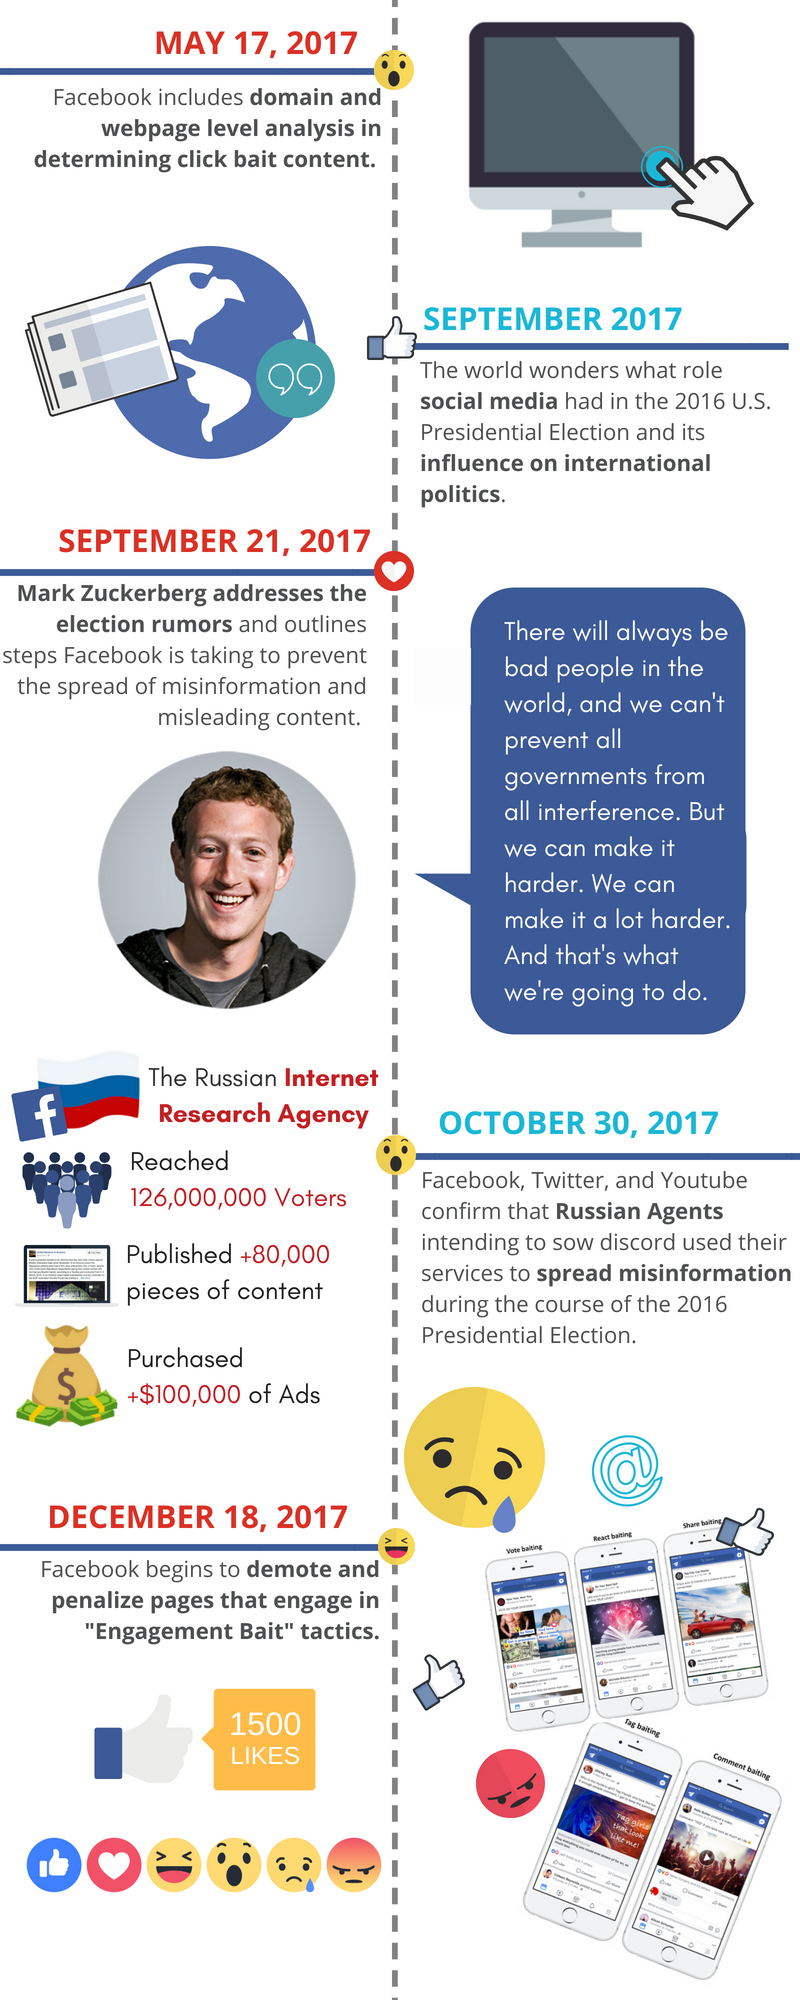 MAY 17, 2017
Facebook includes domain and
webpage level analysis in
determining click bait content.
SEPTEMBER 2017
The world wonders what role
social media had in the 2016 U.S.
Presidential Election and its
influence on international
politics.
SEPTEMBER 21, 2017
Mark Zuckerberg addresses the
election rumors and outlines
steps Facebook is taking to prevent
the spread of misinformation and
misleading content.
There will always be
bad people in the
world, and we can't
prevent all
governments from
all interference. But
we can make it
harder. We can
make it a lot harder.
And that's what
we're going to do.
The Russian Internet
Research Agency
Reached
126,000,000 Voters
Published +80,000
pieces of content
Purchased
+$100,000 of Ads
OCTOBER 30, 2017
Facebook, Twitter, and Youtube
confirm that Russian Agents
intending to sow discord used their
services to spread misinformation
during the course of the 2016
Presidential Election.
DECEMBER 18, 2017
Facebook begins to demote and
penalize pages that engage in
"Engagement Bait" tactics.
1500
LIKES
Vote baiting
React baiting
Share baiting
Tag baiting
Tag girls
that look
like me!
Comment baiting